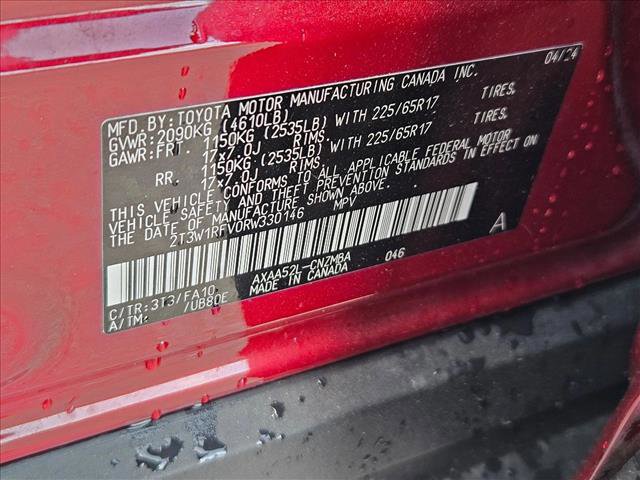 MFD.BY: TOYOTA MOTOR MANUFACTURING CANADA INC. 04/24
GVWR: 2090KG (4610LB)
GAWR: FRT. 1150KG (2535LB) WITH 225/65R17 TIRES,
17x7.0J RIMS,
RR. 1150KG (2535LB) WITH 225/65R17 TIRES,
17x7.0J RIMS,
THIS VEHICLE CONFORMS TO ALL APPLICABLE FEDERAL MOTOR
VEHICLE SAFETY AND THEFT PREVENTION STANDARDS IN EFFECT ON
THE DATE OF MANUFACTURE SHOWN ABOVE.
2T3W1RFV0RW330146 MPV
A
C/TR: 3T3/FA10 AXAA52L-CNZMBA 046
A/TM: /UB80E MADE IN CANADA